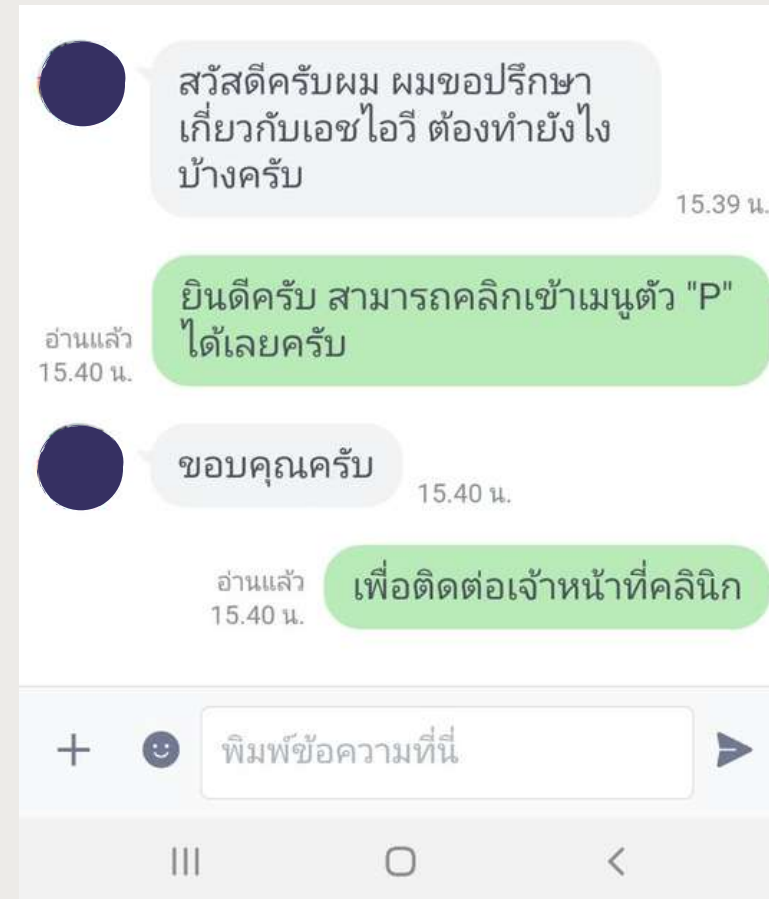 สวัสดีครับผม ผมขอปรึกษา
เกี่ยวกับเอชไอวี ต้องทำยังไง
บ้างครับ
15.39 น.
ยินดีครับ สามารถคลิกเข้าเมนูตัว "P"
ได้เลยครับ
อ่านแล้ว
15.40 น.
ขอบคุณครับ
15.40 น.
เพื่อติดต่อเจ้าหน้าที่คลินิก
อ่านแล้ว
15.40 น.
พิมพ์ข้อความที่นี่